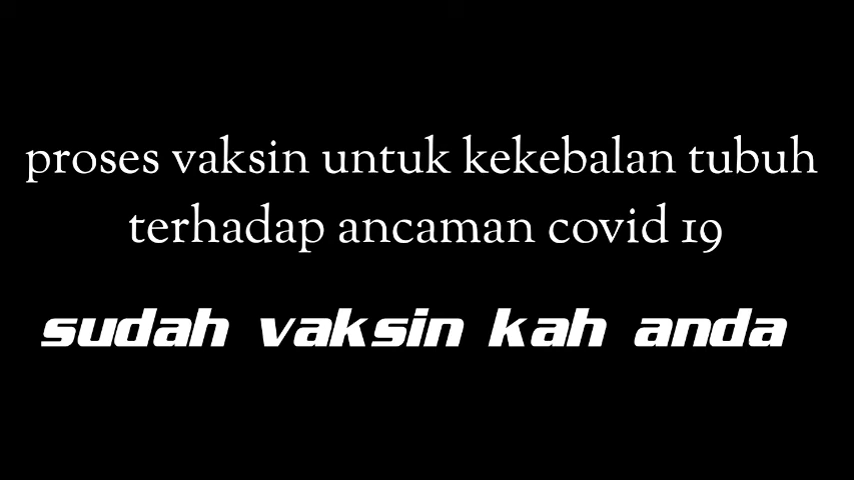 proses vaksin untuk kekebalan tubuh
terhadap ancaman covid 19
sudah vaksin kah anda